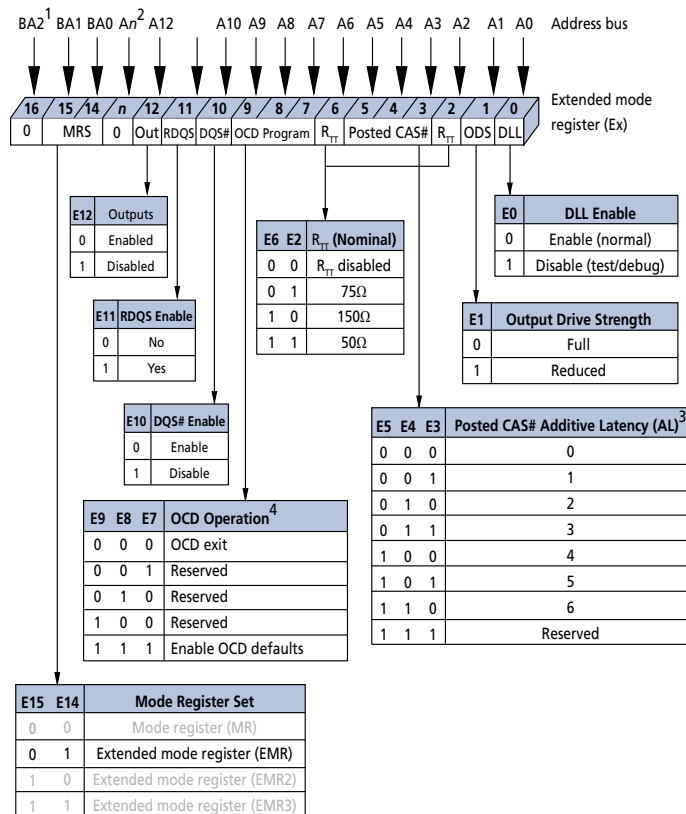 BA2¹ BA1 BA0 An² A12 A10 A9 A8 A7 A6 A5 A4 A3 A2 A1 A0 Address bus
16 15 14 n 12 11 10 9 8 7 6 5 4 3 2 1 0
Extended mode
register (Ex)
0 MRS 0 Out RDQS DQS# OCD Program RTT Posted CAS# RTT ODS DLL
E12 Outputs
0 Enabled
1 Disabled
E11 RDQS Enable
0 No
1 Yes
E10 DQS# Enable
0 Enable
1 Disable
E6 E2 RTT (Nominal)
0 0 RTT disabled
0 1 75Ω
1 0 150Ω
1 1 50Ω
E0 DLL Enable
0 Enable (normal)
1 Disable (test/debug)
E1 Output Drive Strength
0 Full
1 Reduced
E5 E4 E3 Posted CAS# Additive Latency (AL)³
0 0 0 0
0 0 1 1
0 1 0 2
0 1 1 3
1 0 0 4
1 0 1 5
1 1 0 6
1 1 1 Reserved
E9 E8 E7 OCD Operation⁴
0 0 0 OCD exit
0 0 1 Reserved
0 1 0 Reserved
1 0 0 Reserved
1 1 1 Enable OCD defaults
E15 E14 Mode Register Set
0 0 Mode register (MR)
0 1 Extended mode register (EMR)
1 0 Extended mode register (EMR2)
1 1 Extended mode register (EMR3)